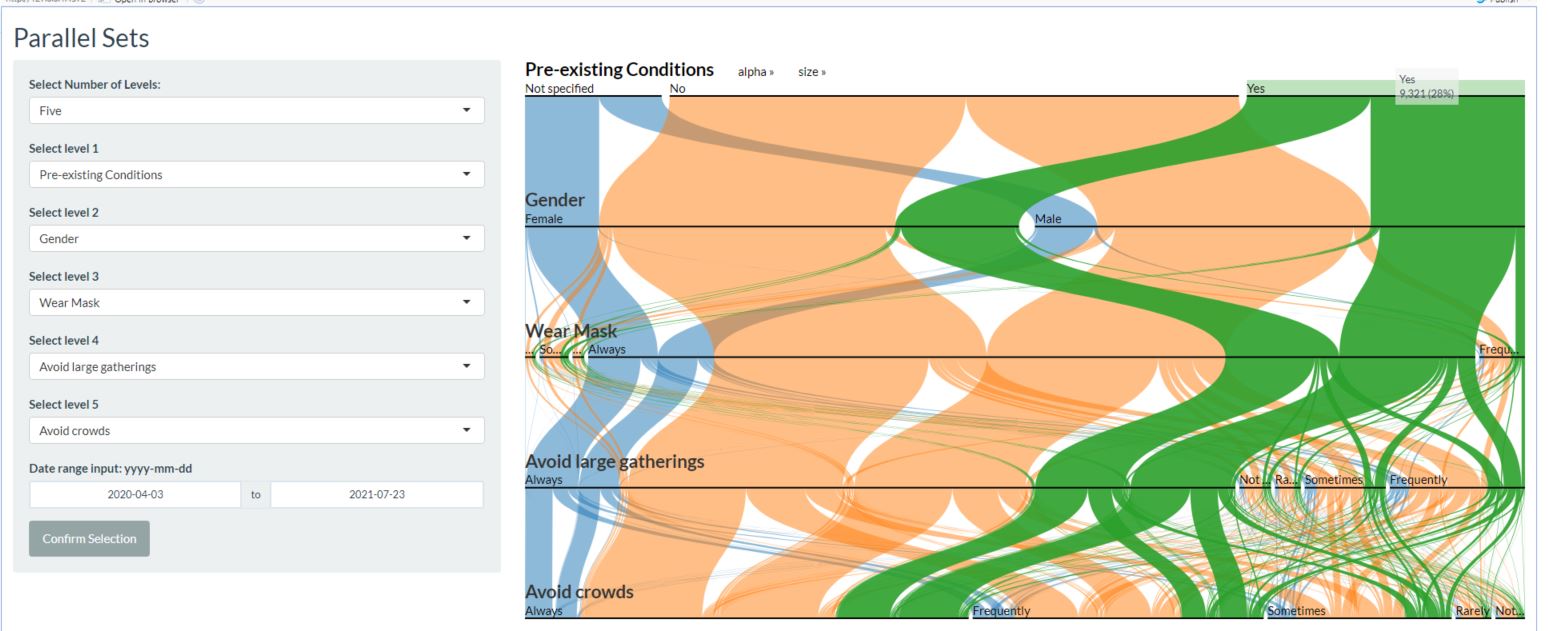 Open in Browser
Publish
Parallel Sets
Select Number of Levels:
Five
Select level 1
Pre-existing Conditions
Select level 2
Gender
Select level 3
Wear Mask
Select level 4
Avoid large gatherings
Select level 5
Avoid crowds
Date range input: yyyy-mm-dd
2020-04-03 to 2021-07-23
Confirm Selection
Pre-existing Conditions alpha » size »
Not specified No Yes
Yes
9,321 (28%)
Gender
Female Male
Wear Mask
... So... ... Always Frequ...
Avoid large gatherings
Always Not ... Ra... Sometimes Frequently
Avoid crowds
Always Frequently Sometimes Rarely Not...